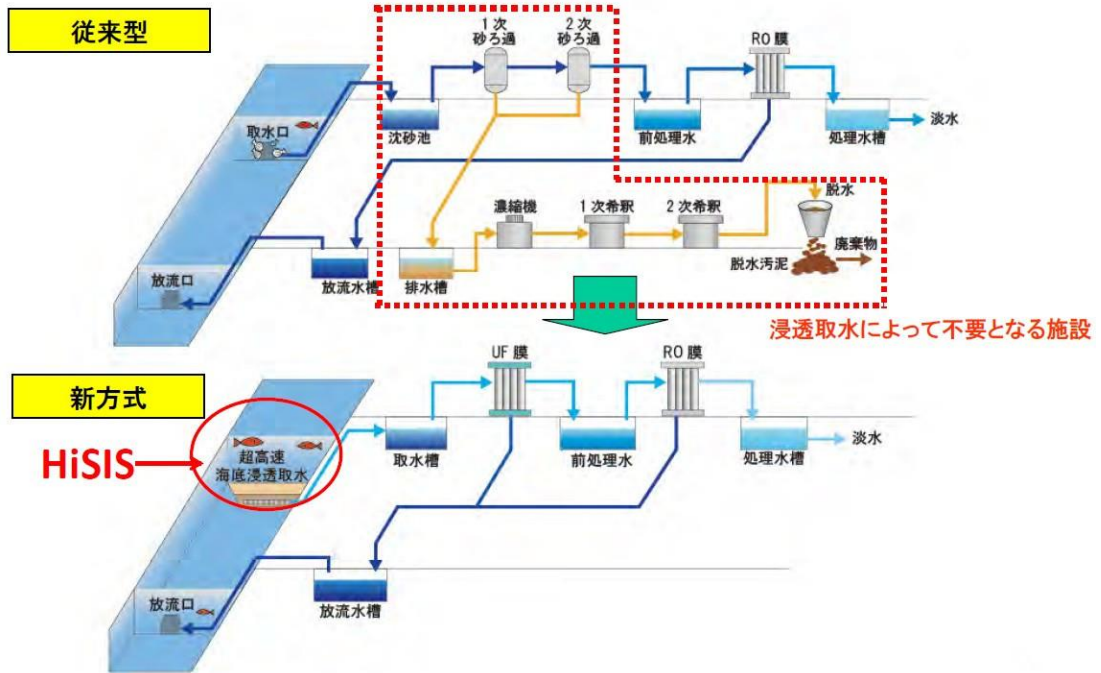 従来型
1次
砂ろ過
2次
砂ろ過
RO膜
取水口
沈砂池
前処理水
処理水槽
淡水
濃縮機
1次希釈
2次希釈
脱水
廃棄物
脱水汚泥
放流口
放流水槽
排水槽
浸透取水によって不要となる施設
新方式
UF膜
RO膜
HiSIS
超高速
海底浸透取水
取水槽
前処理水
処理水槽
淡水
放流口
放流水槽